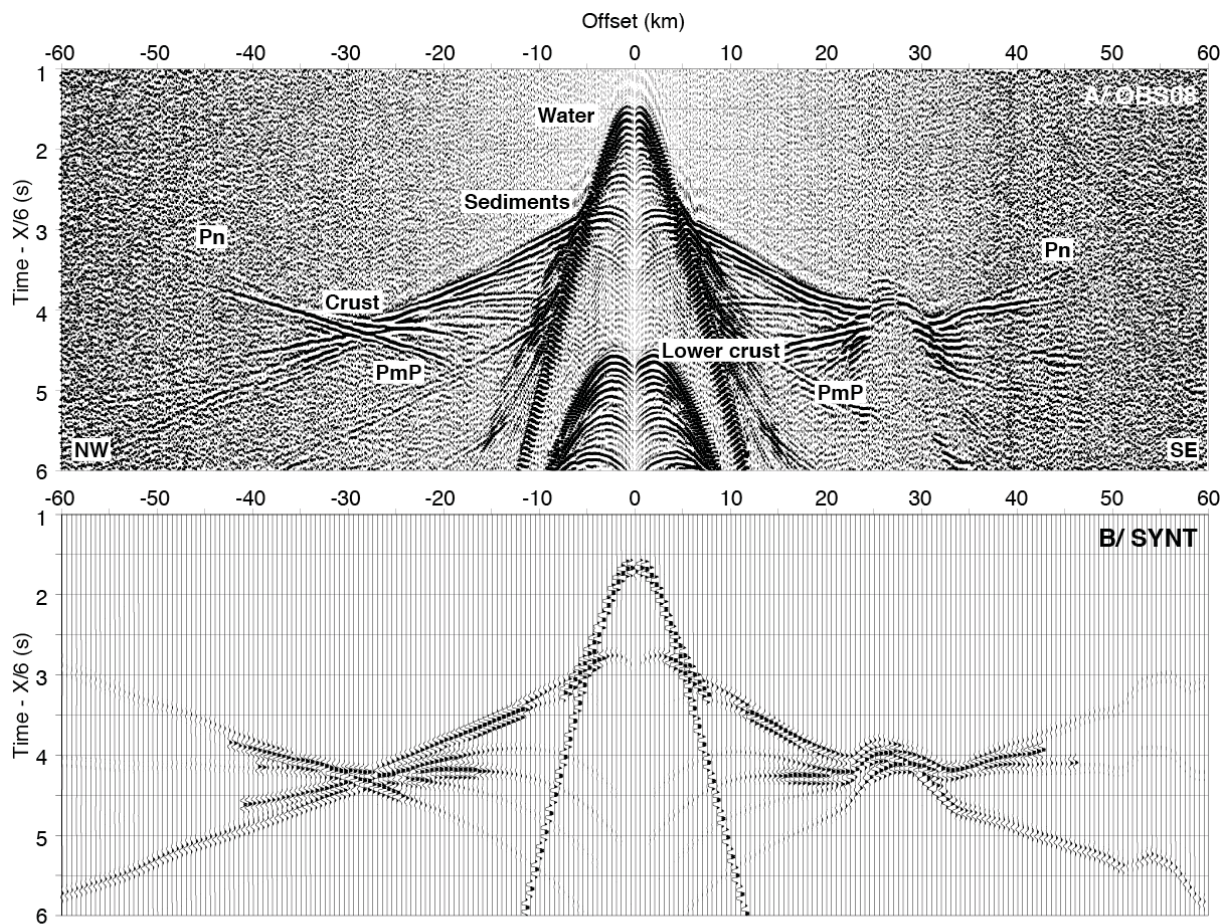 Offset (km)
-60 -50 -40 -30 -20 -10 0 10 20 30 40 50 60
1
A/ OBS08
Water
2
Sediments
3
Pn
Pn
Time - X/6 (s)
Crust
4
Lower crust
PmP
PmP
5
NW
SE
6
-60 -50 -40 -30 -20 -10 0 10 20 30 40 50 60
1
B/ SYNT
2
3
Time - X/6 (s)
4
5
6